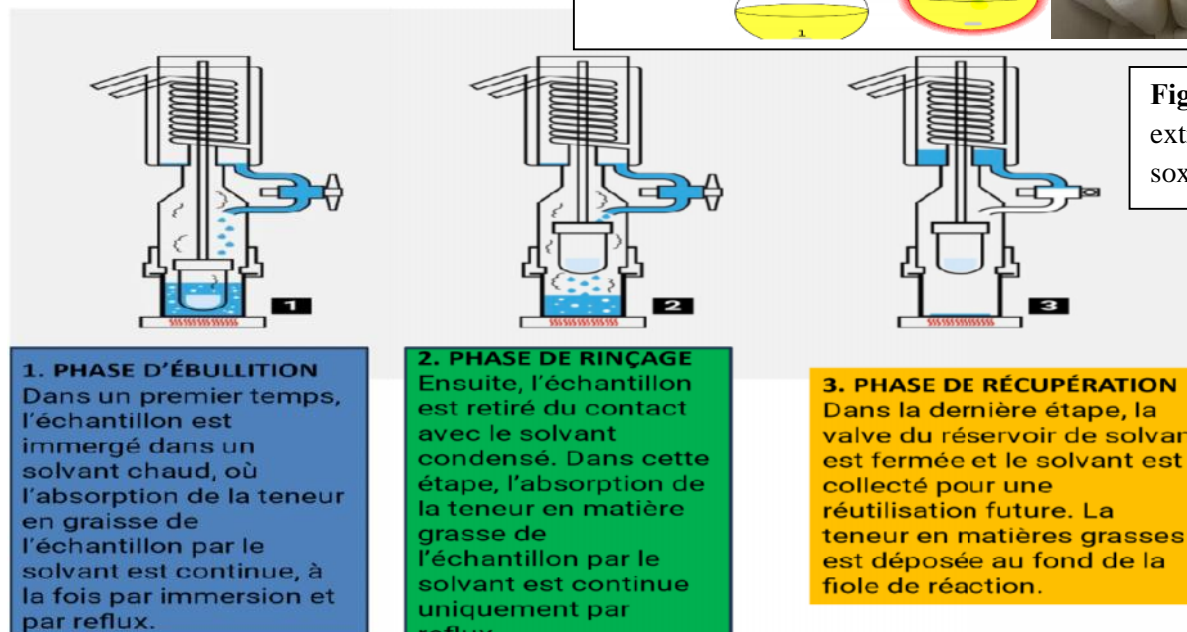 1
Fig
ext
sox
1
2
3
1. PHASE D'ÉBULLITION
Dans un premier temps,
l'échantillon est
immergé dans un
solvant chaud, où
l'absorption de la teneur
en graisse de
l'échantillon par le
solvant est continue, à
la fois par immersion et
par reflux.
2. PHASE DE RINÇAGE
Ensuite, l'échantillon
est retiré du contact
avec le solvant
condensé. Dans cette
étape, l'absorption de
la teneur en matière
grasse de
l'échantillon par le
solvant est continue
uniquement par
3. PHASE DE RÉCUPÉRATION
Dans la dernière étape, la
valve du réservoir de solvan
est fermée et le solvant est
collecté pour une
réutilisation future. La
teneur en matières grasses
est déposée au fond de la
fiole de réaction.